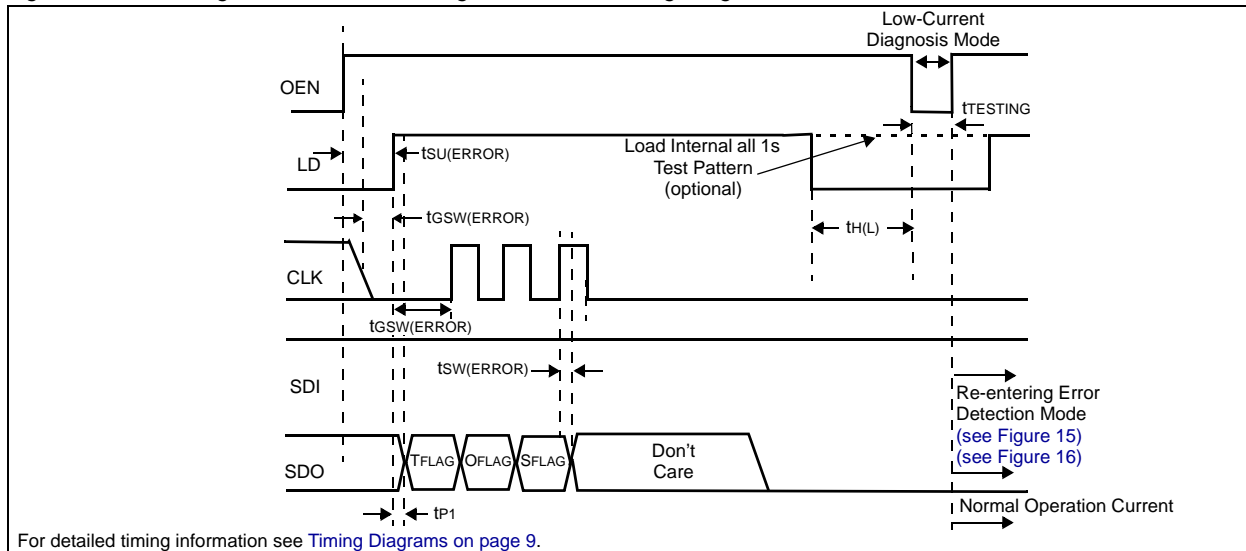 Low-Current
Diagnosis Mode
OEN
tTESTING
LD
tSU(ERROR)
Load Internal all 1s
Test Pattern
(optional)
tGSW(ERROR)
tH(L)
CLK
tGSW(ERROR)
tSW(ERROR)
SDI
Re-entering Error
Detection Mode
(see Figure 15)
(see Figure 16)
SDO
TFLAG
OFLAG
SFLAG
Don't
Care
tP1
Normal Operation Current
For detailed timing information see Timing Diagrams on page 9.